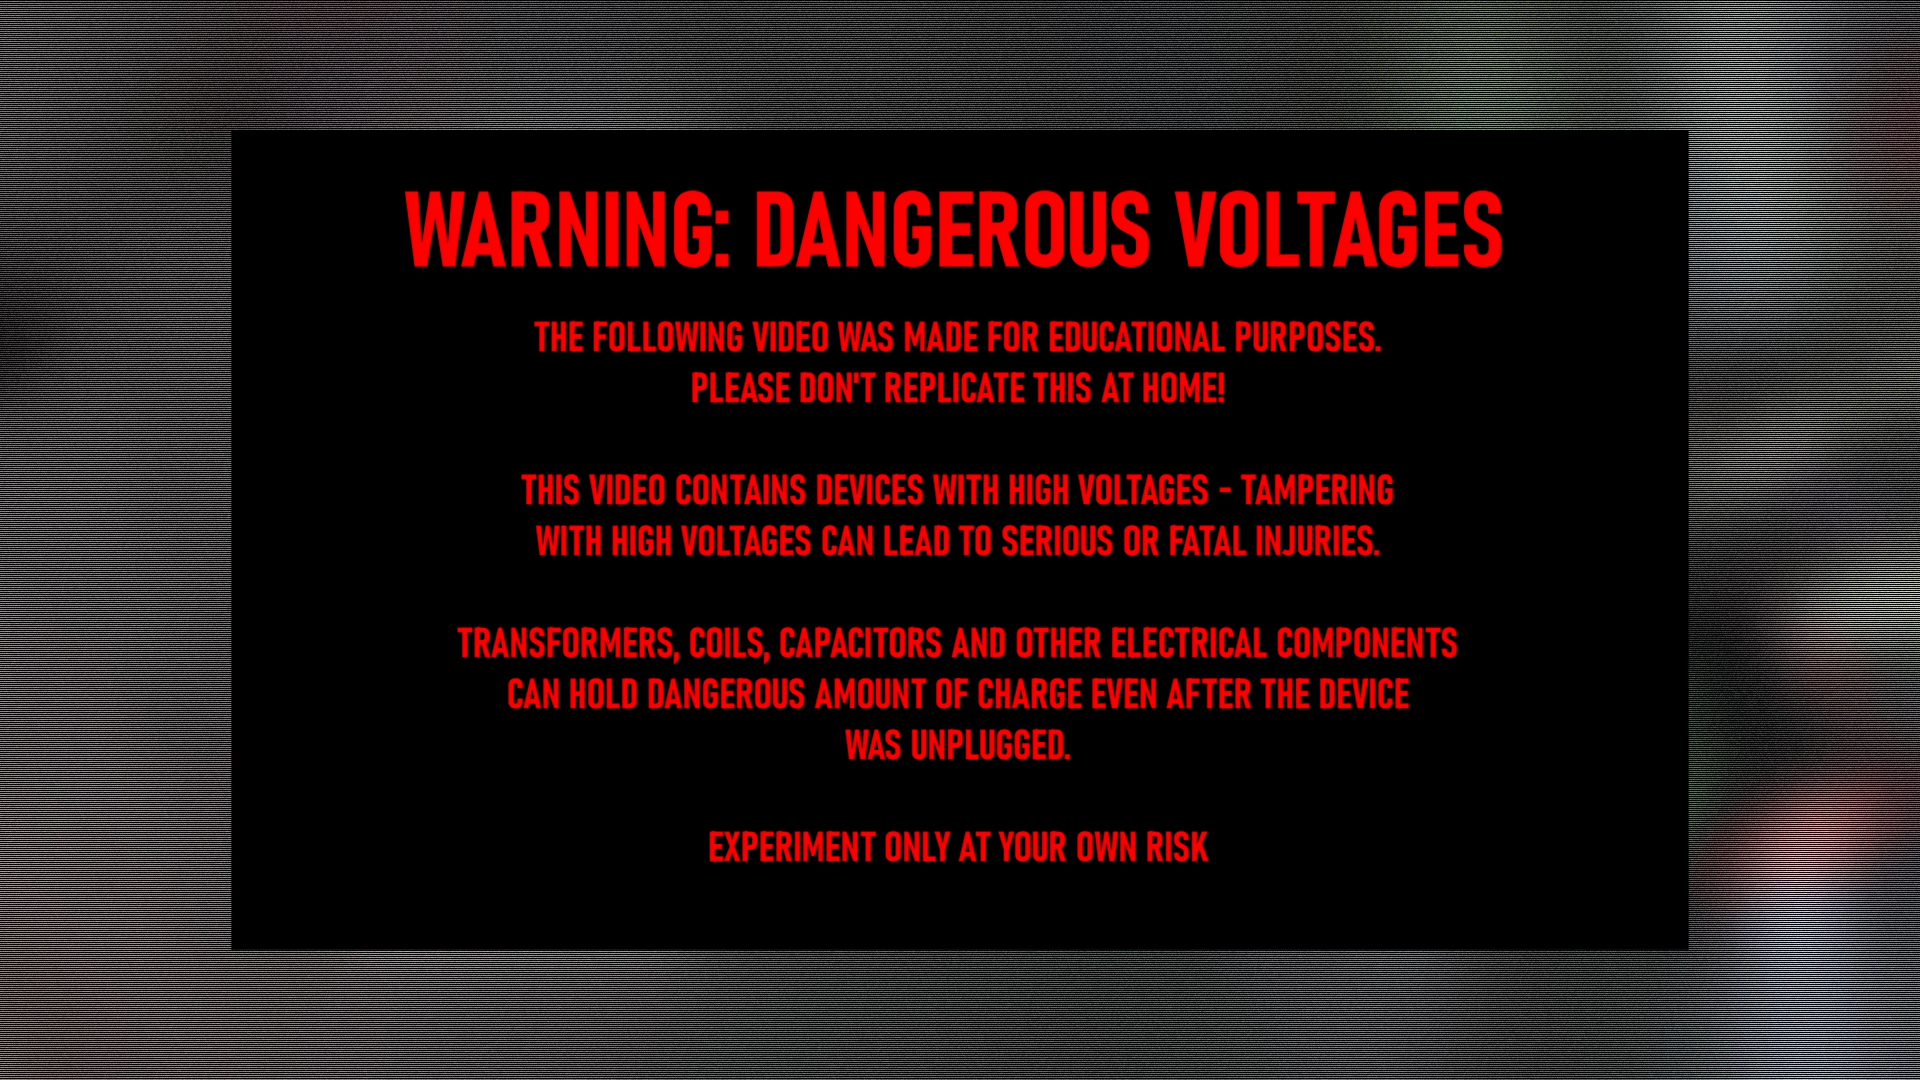 WARNING: DANGEROUS VOLTAGES
THE FOLLOWING VIDEO WAS MADE FOR EDUCATIONAL PURPOSES.
PLEASE DON'T REPLICATE THIS AT HOME!
THIS VIDEO CONTAINS DEVICES WITH HIGH VOLTAGES - TAMPERING
WITH HIGH VOLTAGES CAN LEAD TO SERIOUS OR FATAL INJURIES.
TRANSFORMERS, COILS, CAPACITORS AND OTHER ELECTRICAL COMPONENTS
CAN HOLD DANGEROUS AMOUNT OF CHARGE EVEN AFTER THE DEVICE
WAS UNPLUGGED.
EXPERIMENT ONLY AT YOUR OWN RISK